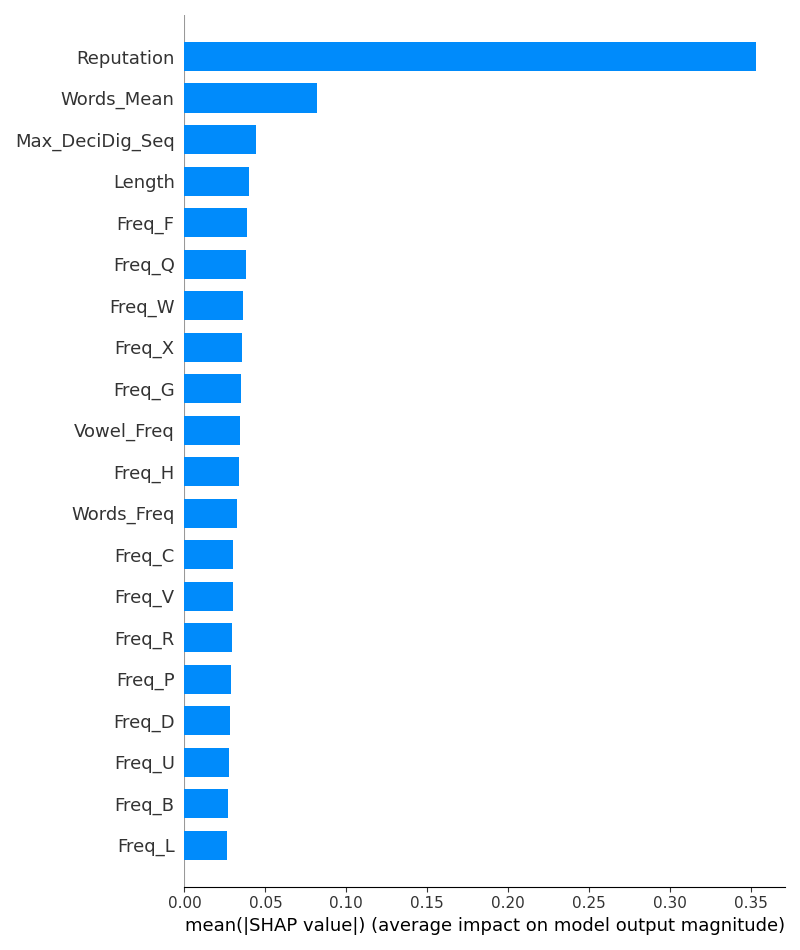 Reputation
Words_Mean
Max_DeciDig_Seq
Length
Freq_F
Freq_Q
Freq_W
Freq_X
Freq_G
Vowel_Freq
Freq_H
Words_Freq
Freq_C
Freq_V
Freq_R
Freq_P
Freq_D
Freq_U
Freq_B
Freq_L
0.00 0.05 0.10 0.15 0.20 0.25 0.30 0.35
mean(|SHAP value|) (average impact on model output magnitude)